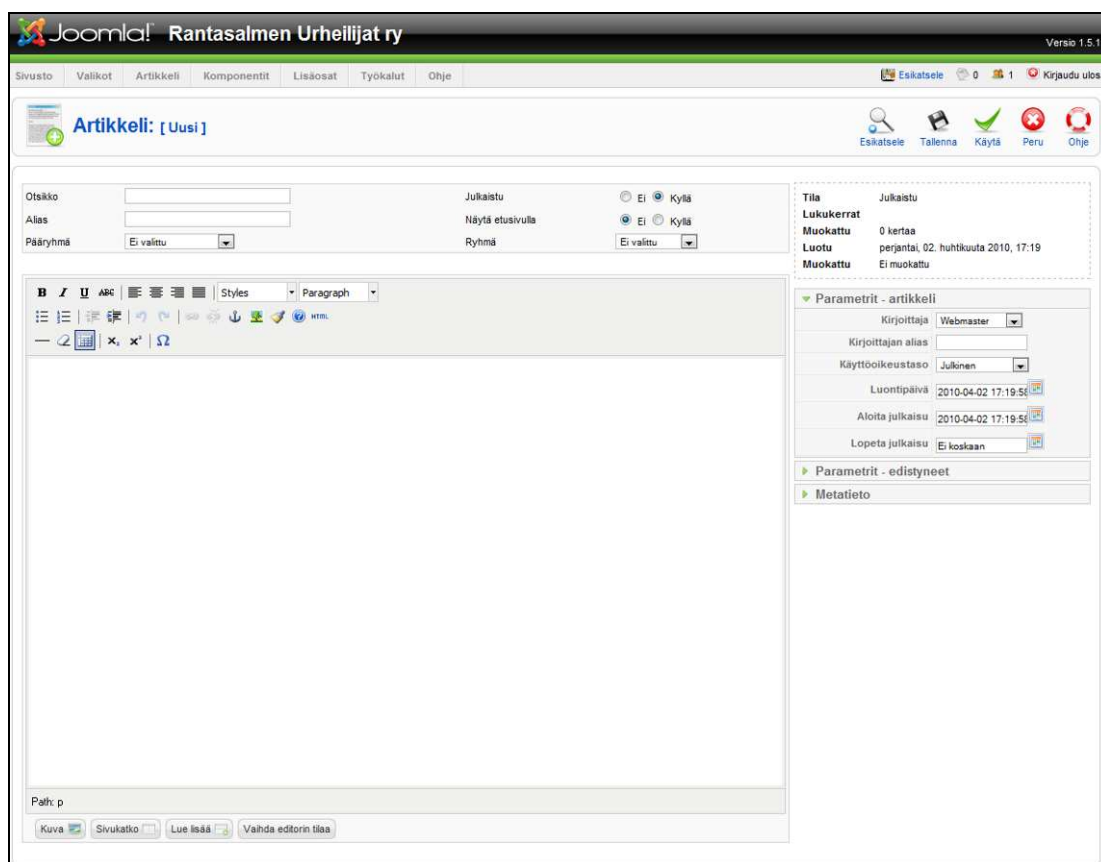 Joomla! Rantasalmen Urheilijat ry
Versio 1.5.1
Sivusto Valikot Artikkeli Komponentit Lisäosat Työkalut Ohje Esikatsele 0 1 Kirjaudu ulos
Artikkeli: [ Uusi ]
Esikatsele Tallenna Käytä Peru Ohje
Otsikko Julkaistu Ei Kyllä
Alias Näytä etusivulla Ei Kyllä
Pääryhmä Ei valittu Ryhmä Ei valittu
Tila Julkaistu
Lukukerrat
Muokattu 0 kertaa
Luotu perjantai, 02. huhtikuuta 2010, 17:19
Muokattu Ei muokattu
B I U ABC Styles Paragraph
HTML
x, x² Ω
Parametrit - artikkeli
Kirjoittaja Webmaster
Kirjoittajan alias
Käyttöoikeustaso Julkinen
Luontipäivä 2010-04-02 17:19:58
Aloita julkaisu 2010-04-02 17:19:58
Lopeta julkaisu Ei koskaan
Parametrit - edistyneet
Metatieto
Path: p
Kuva Sivukatko Lue lisää Vaihda editorin tilaa